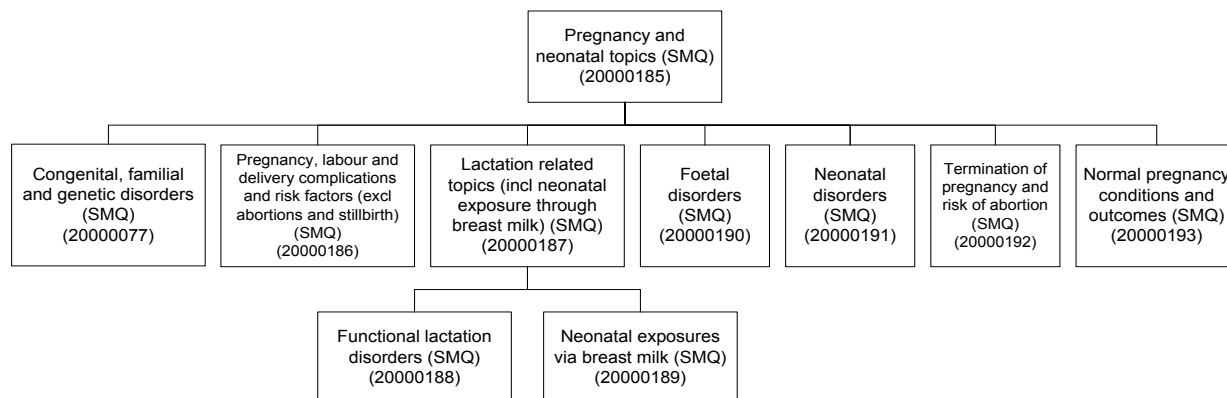 Pregnancy and
neonatal topics (SMQ)
(20000185)
Congenital, familial
and genetic disorders
(SMQ)
(20000077)
Pregnancy, labour and
delivery complications
and risk factors (excl
abortions and stillbirth)
(SMQ)
(20000186)
Lactation related
topics (incl neonatal
exposure through
breast milk) (SMQ)
(20000187)
Foetal
disorders
(SMQ)
(20000190)
Neonatal
disorders
(SMQ)
(20000191)
Termination of
pregnancy and
risk of abortion
(SMQ)
(20000192)
Normal pregnancy
conditions and
outcomes (SMQ)
(20000193)
Functional lactation
disorders (SMQ)
(20000188)
Neonatal exposures
via breast milk (SMQ)
(20000189)